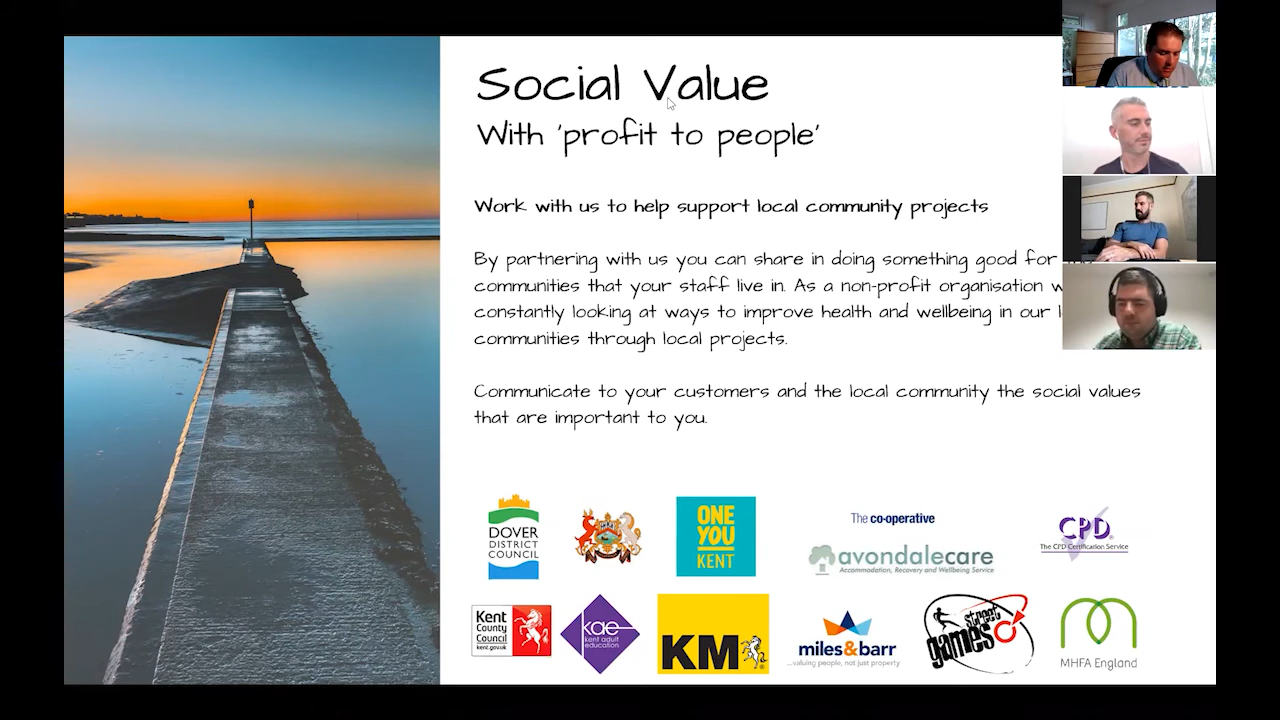 Social Value
With 'profit to people'
Work with us to help support local community projects
By partnering with us you can share in doing something good for
communities that your staff live in. As a non-profit organisation
constantly looking at ways to improve health and wellbeing in our
communities through local projects.
Communicate to your customers and the local community the social values
that are important to you.
DOVER
DISTRICT
COUNCIL
ONE
YOU
KENT
The co-operative
avondalecare
Accommodation, Recovery and Wellbeing Service
CPD
The CPD Certification Service
Kent
County
Council
kent.gov.uk
kae
kent adult
education
KM
miles&barr
...valuing people, not just property
street
games
MHFA England